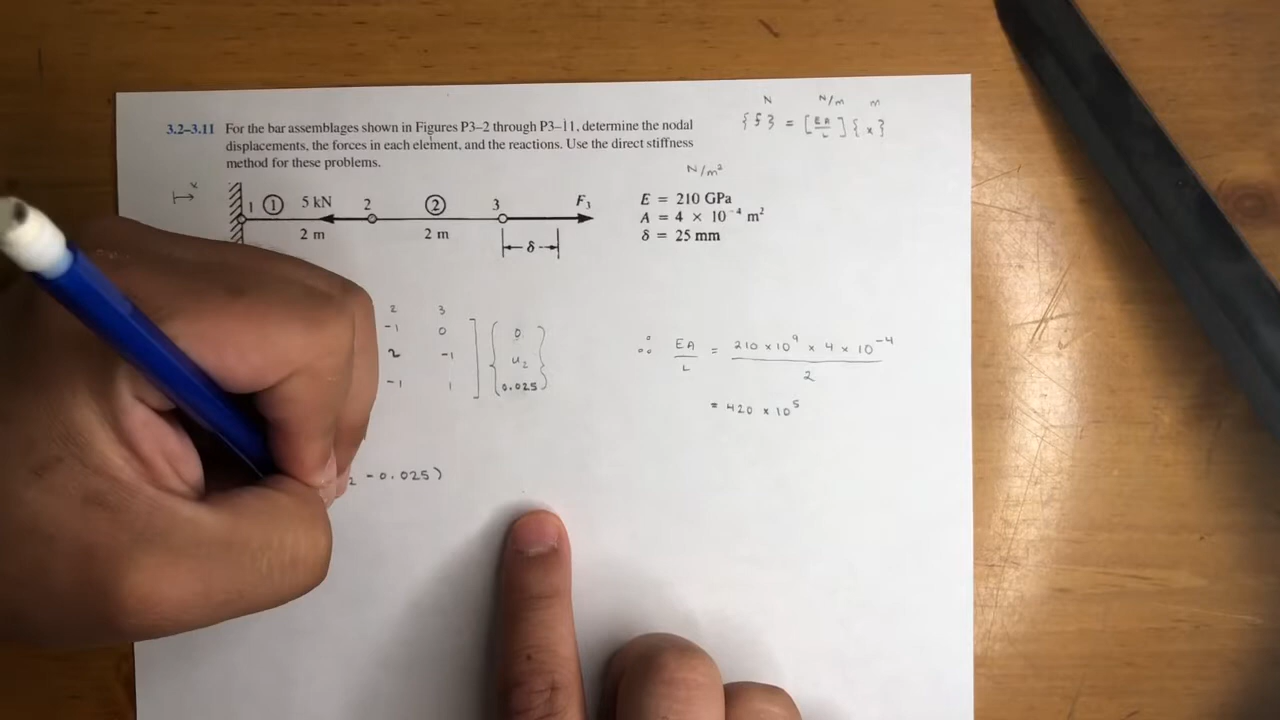 3.2–3.11 For the bar assemblages shown in Figures P3–2 through P3–11, determine the nodal
displacements, the forces in each element, and the reactions. Use the direct stiffness
method for these problems.
N N/m m
{f} = [EA/L]{x}
x
1 ① 5 kN 2 ② 3 F₃
2 m 2 m δ
N/m²
E = 210 GPa
A = 4 × 10⁻⁴ m²
δ = 25 mm
2 3
-1 0 ] { 0
2 -1 u₂
-1 1 0.025 }
∴ EA/L = 210 × 10⁹ × 4 × 10⁻⁴ / 2
= 420 × 10⁵
₂ - 0.025)